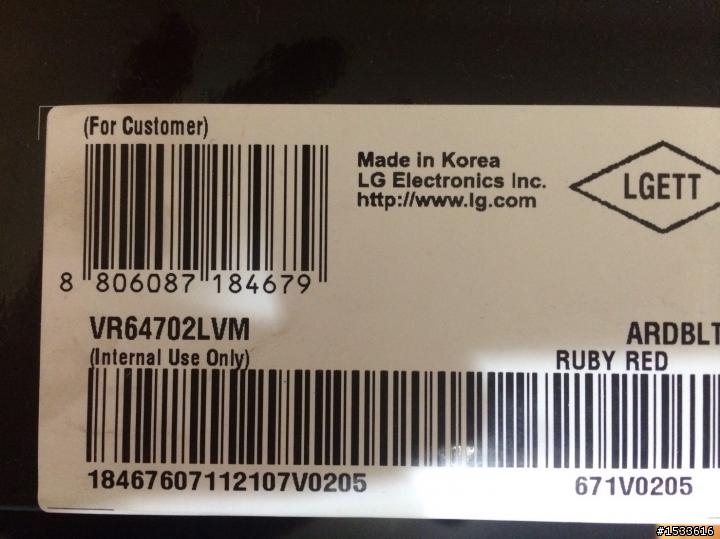 (For Customer)
Made in Korea
LG Electronics Inc.
http://www.lg.com
LGETT
8 806087 184679
VR64702LVM
ARDBLT
(Internal Use Only)
RUBY RED
18467607112107V0205
671V0205
#1533616